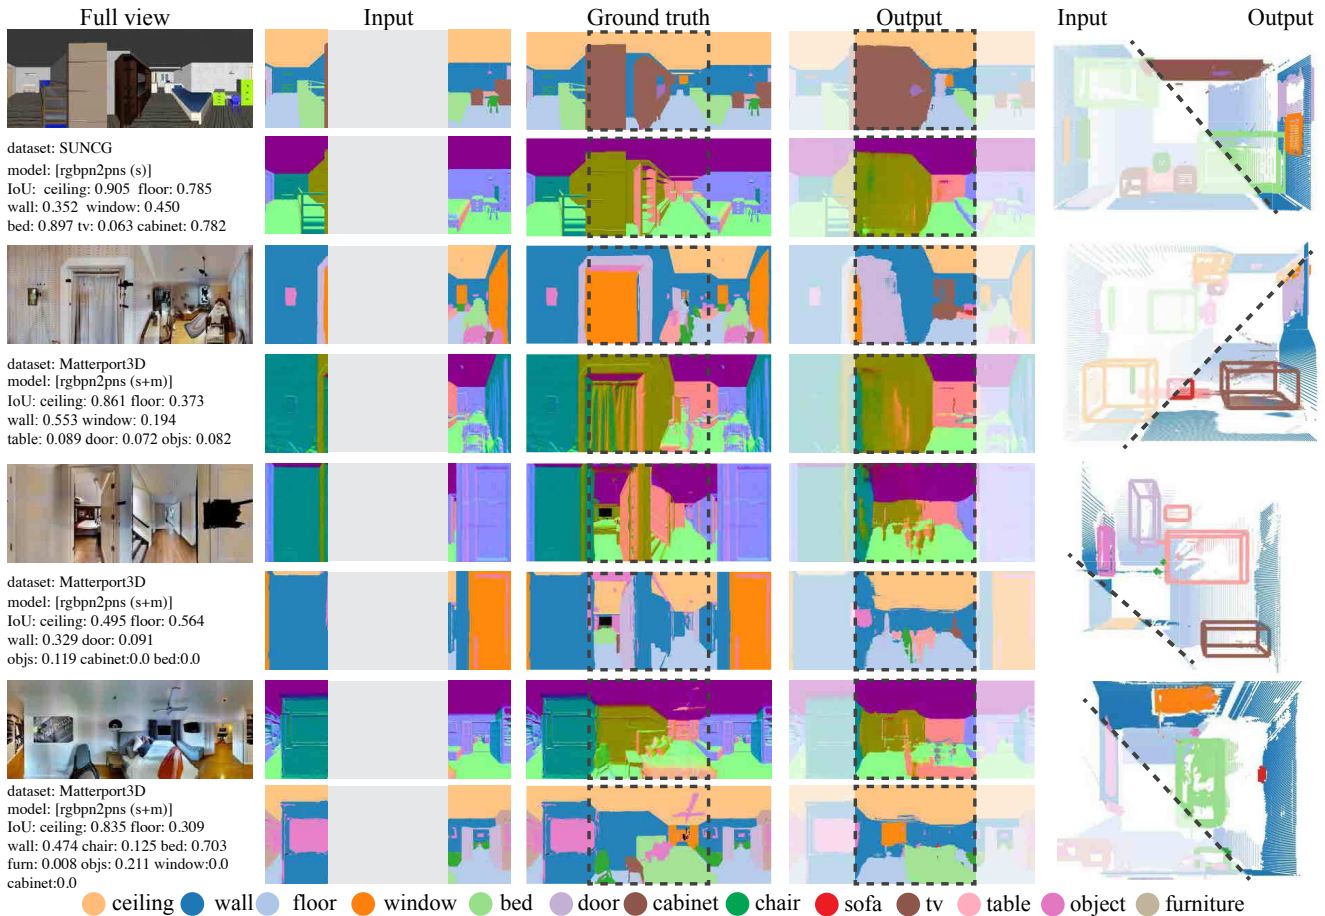 Full view Input Ground truth Output Input Output
dataset: SUNCG
model: [rgbpn2pns (s)]
IoU: ceiling: 0.905 floor: 0.785
wall: 0.352 window: 0.450
bed: 0.897 tv: 0.063 cabinet: 0.782
dataset: Matterport3D
model: [rgbpn2pns (s+m)]
IoU: ceiling: 0.861 floor: 0.373
wall: 0.553 window: 0.194
table: 0.089 door: 0.072 objs: 0.082
dataset: Matterport3D
model: [rgbpn2pns (s+m)]
IoU: ceiling: 0.495 floor: 0.564
wall: 0.329 door: 0.091
objs: 0.119 cabinet:0.0 bed:0.0
dataset: Matterport3D
model: [rgbpn2pns (s+m)]
IoU: ceiling: 0.835 floor: 0.309
wall: 0.474 chair: 0.125 bed: 0.703
furn: 0.008 objs: 0.211 window:0.0
cabinet:0.0
ceiling wall floor window bed door cabinet chair sofa tv table object furniture